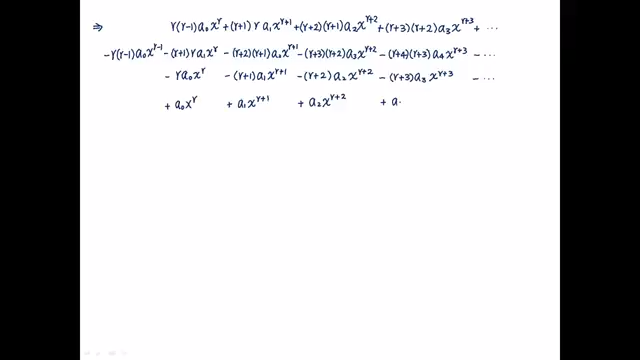 ⇒ r(r-1)a₀x^r + (r+1) r a₁x^{r+1} + (r+2)(r+1)a₂x^{r+2} + (r+3)(r+2)a₃x^{r+3} + ⋯
-r(r-1)a₀x^{r-1} - (r+1)ra₁x^r - (r+2)(r+1)a₂x^{r+1} - (r+3)(r+2)a₃x^{r+2} - (r+4)(r+3)a₄x^{r+3} - ⋯
- ra₀x^r - (r+1)a₁x^{r+1} - (r+2)a₂x^{r+2} - (r+3)a₃x^{r+3} - ⋯
+ a₀x^r + a₁x^{r+1} + a₂x^{r+2} + a